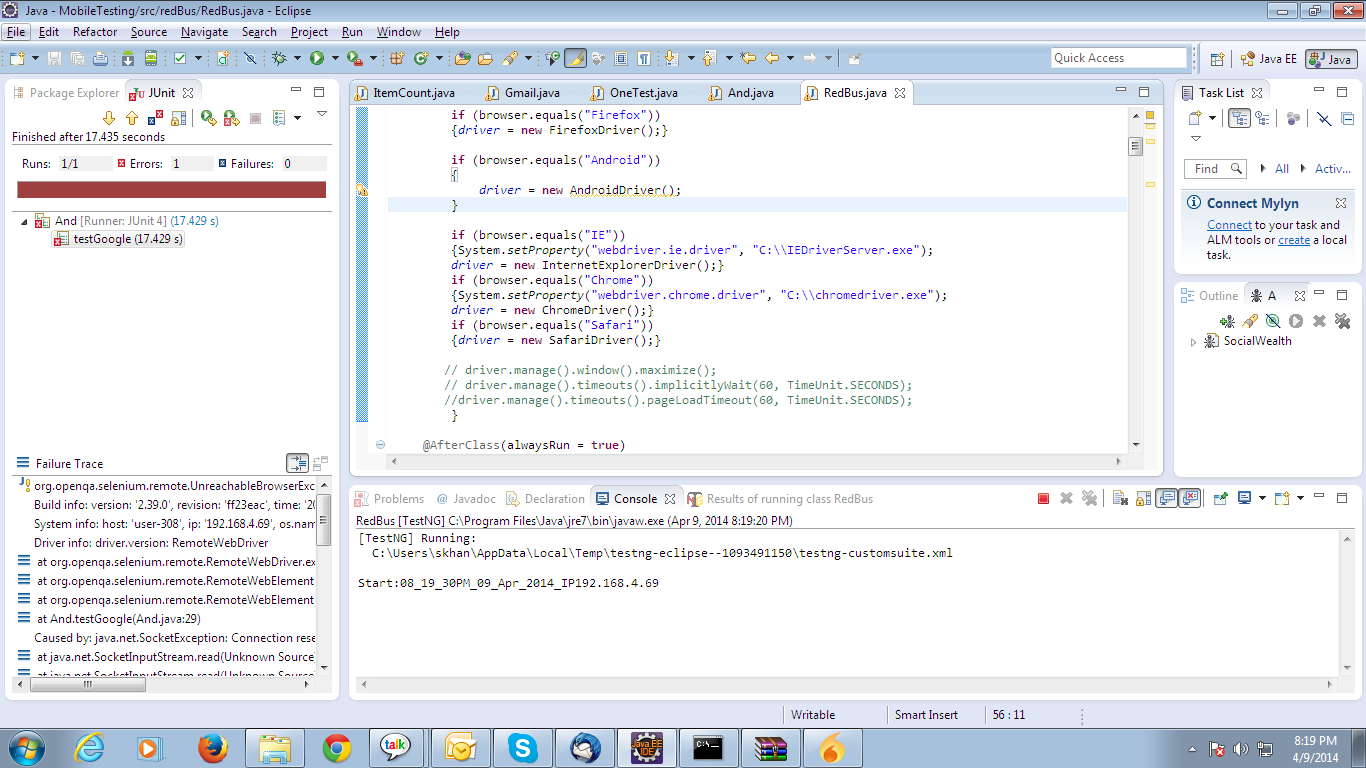 Java - MobileTesting/src/redBus/RedBus.java - Eclipse
File Edit Refactor Source Navigate Search Project Run Window Help
Quick Access
Java EE
Java
Package Explorer
JUnit
Finished after 17.435 seconds
Runs: 1/1 Errors: 1 Failures: 0
And [Runner: JUnit 4] (17.429 s)
testGoogle (17.429 s)
Failure Trace
org.openqa.selenium.remote.UnreachableBrowserExc
Build info: version: '2.39.0', revision: 'ff23eac', time: '20
System info: host: 'user-308', ip: '192.168.4.69', os.nam
Driver info: driver.version: RemoteWebDriver
at org.openqa.selenium.remote.RemoteWebDriver.ex
at org.openqa.selenium.remote.RemoteWebElement
at org.openqa.selenium.remote.RemoteWebElement
at And.testGoogle(And.java:29)
Caused by: java.net.SocketException: Connection rese
at java.net.SocketInputStream.read(Unknown Source)
at java.net.SocketInputStream.read(Unknown Source
ItemCount.java Gmail.java OneTest.java And.java RedBus.java
if (browser.equals("Firefox"))
{driver = new FirefoxDriver();}
if (browser.equals("Android"))
{
driver = new AndroidDriver();
}
if (browser.equals("IE"))
{System.setProperty("webdriver.ie.driver", "C:\\IEDriverServer.exe");
driver = new InternetExplorerDriver();}
if (browser.equals("Chrome"))
{System.setProperty("webdriver.chrome.driver", "C:\\chromedriver.exe");
driver = new ChromeDriver();}
if (browser.equals("Safari"))
{driver = new SafariDriver();}
// driver.manage().window().maximize();
// driver.manage().timeouts().implicitlyWait(60, TimeUnit.SECONDS);
//driver.manage().timeouts().pageLoadTimeout(60, TimeUnit.SECONDS);
}
@AfterClass(alwaysRun = true)
Problems Javadoc Declaration Console Results of running class RedBus
RedBus [TestNG] C:\Program Files\Java\jre7\bin\javaw.exe (Apr 9, 2014 8:19:20 PM)
[TestNG] Running:
C:\Users\skhan\AppData\Local\Temp\testng-eclipse--1093491150\testng-customsuite.xml
Start:08_19_30PM_09_Apr_2014_IP192.168.4.69
Task List
Find
All
Activ...
Connect Mylyn
Connect to your task and
ALM tools or create a local
task.
Outline
A
SocialWealth
Writable
Smart Insert
56 : 11
talk
Java EE
IDE
C:\_
8:19 PM
4/9/2014